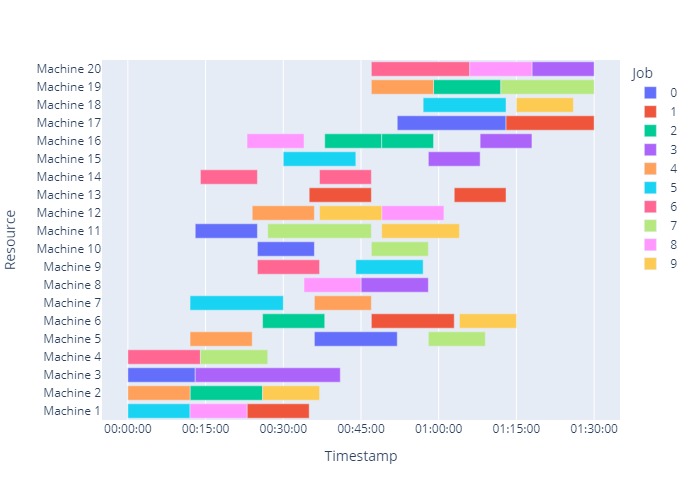 Machine 20
Machine 19
Machine 18
Machine 17
Machine 16
Machine 15
Machine 14
Machine 13
Machine 12
Machine 11
Machine 10
Machine 9
Machine 8
Machine 7
Machine 6
Machine 5
Machine 4
Machine 3
Machine 2
Machine 1
Resource
00:00:00 00:15:00 00:30:00 00:45:00 01:00:00 01:15:00 01:30:00
Timestamp
Job
0
1
2
3
4
5
6
7
8
9